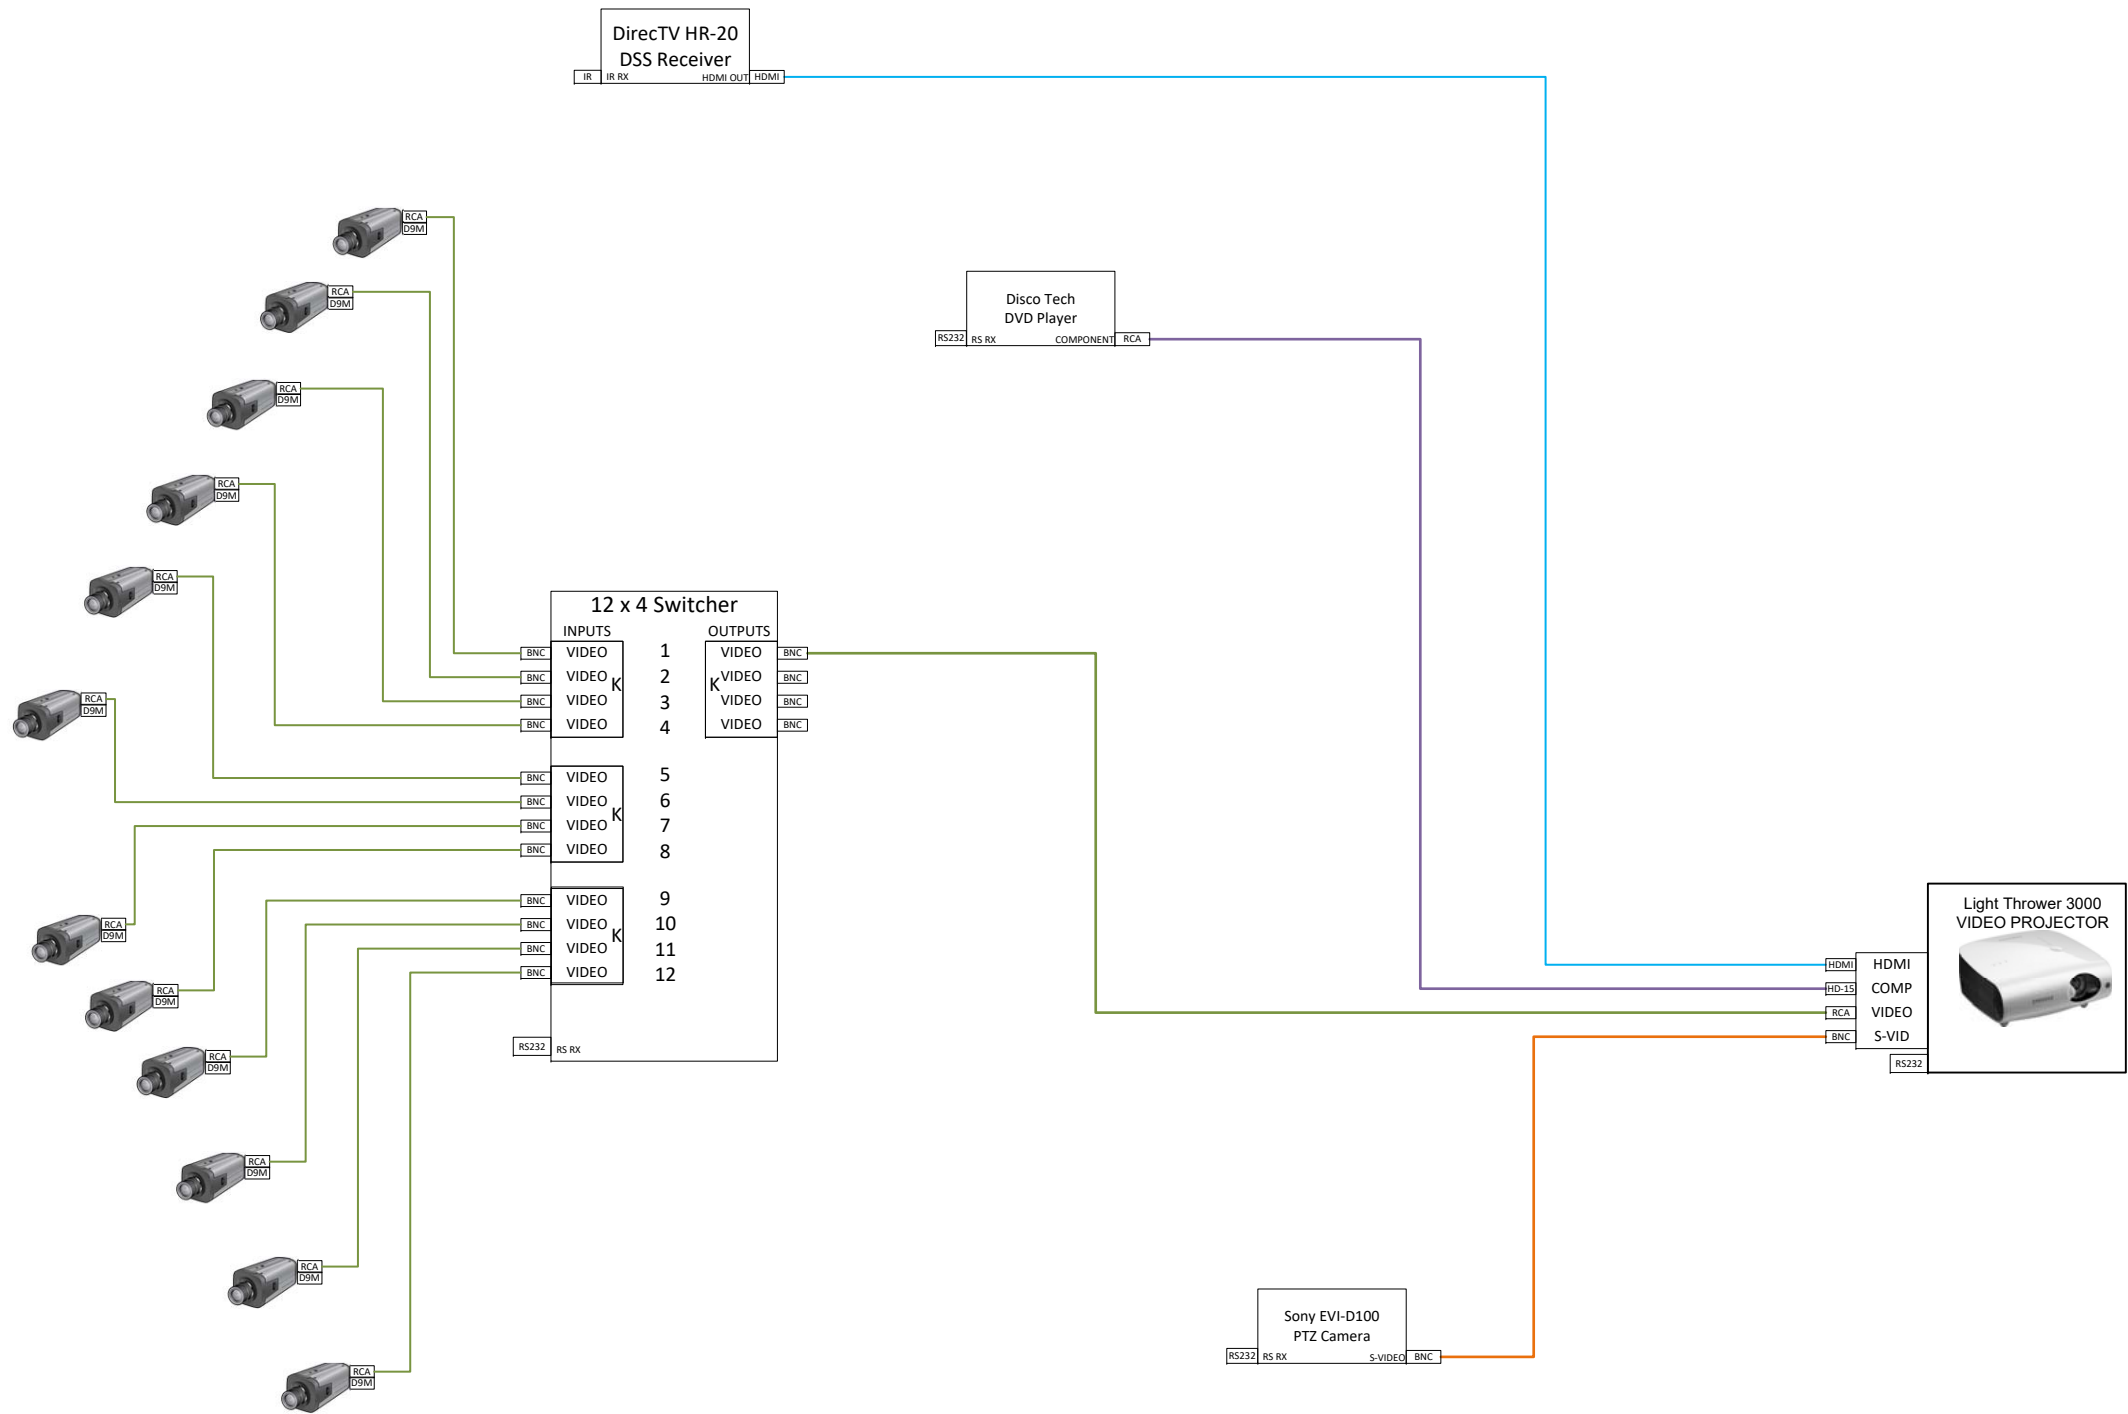 DirecTV HR-20
DSS Receiver
IR
IR RX
HDMI OUT
HDMI
RCA
D9M
RCA
D9M
RCA
D9M
RCA
D9M
RCA
D9M
RCA
D9M
RCA
D9M
RCA
D9M
RCA
D9M
RCA
D9M
RCA
D9M
RCA
D9M
Disco Tech
DVD Player
RS232
RS RX
COMPONENT
RCA
12 x 4 Switcher
INPUTS
OUTPUTS
BNC VIDEO 1 VIDEO BNC
BNC VIDEO 2 VIDEO BNC
K
K
BNC VIDEO 3 VIDEO BNC
BNC VIDEO 4 VIDEO BNC
BNC VIDEO 5
BNC VIDEO 6
K
BNC VIDEO 7
BNC VIDEO 8
BNC VIDEO 9
BNC VIDEO 10
K
BNC VIDEO 11
BNC VIDEO 12
RS232
RS RX
Light Thrower 3000
VIDEO PROJECTOR
HDMI HDMI
HD-15 COMP
RCA VIDEO
BNC S-VID
RS232
Sony EVI-D100
PTZ Camera
RS232
RS RX
S-VIDEO
BNC